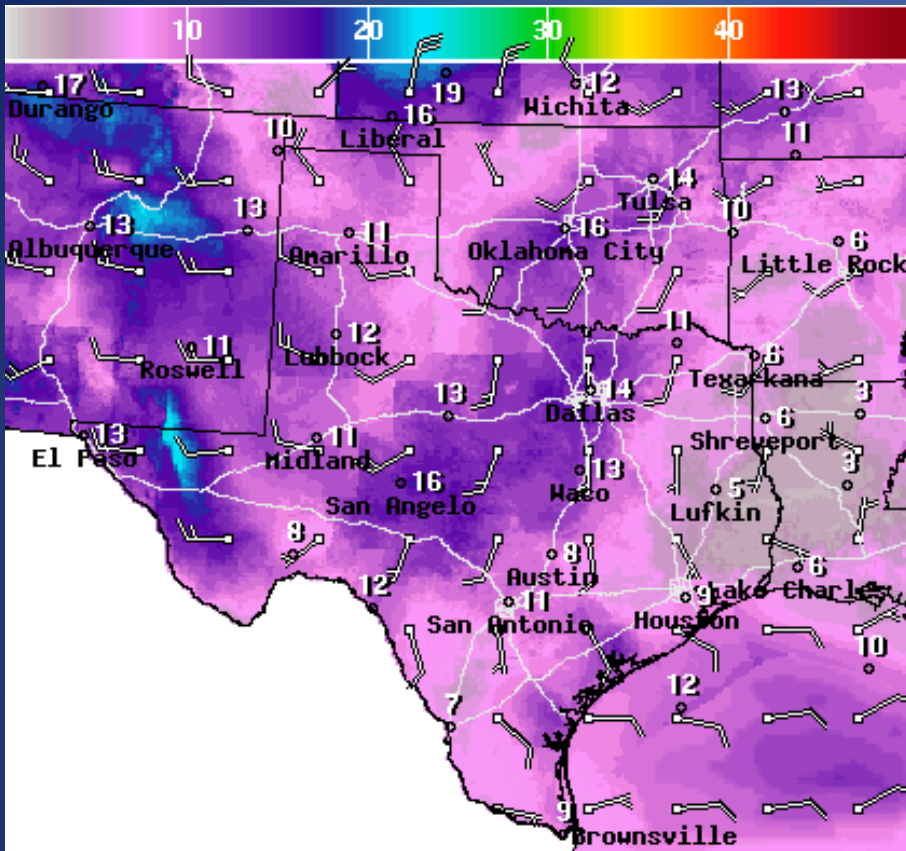 10 20 30 40
17 19 12 13
Durango Wichita
16
Liberal
10 11
14
Tulsa
13 13 11 16 10 6
Albuquerque Amarillo Oklahoma City Little Rock
11 12 11 6
Roswell Lubbock Texarkana
13 14 6 3
Dallas
Shreveport
13 11
El Paso Midland
16 13 5 3
San Angelo Waco Lufkin
8 8 6
Austin Lake Charles
12 11 9
San Antonio Houston
10
7 12
9
Brownsville